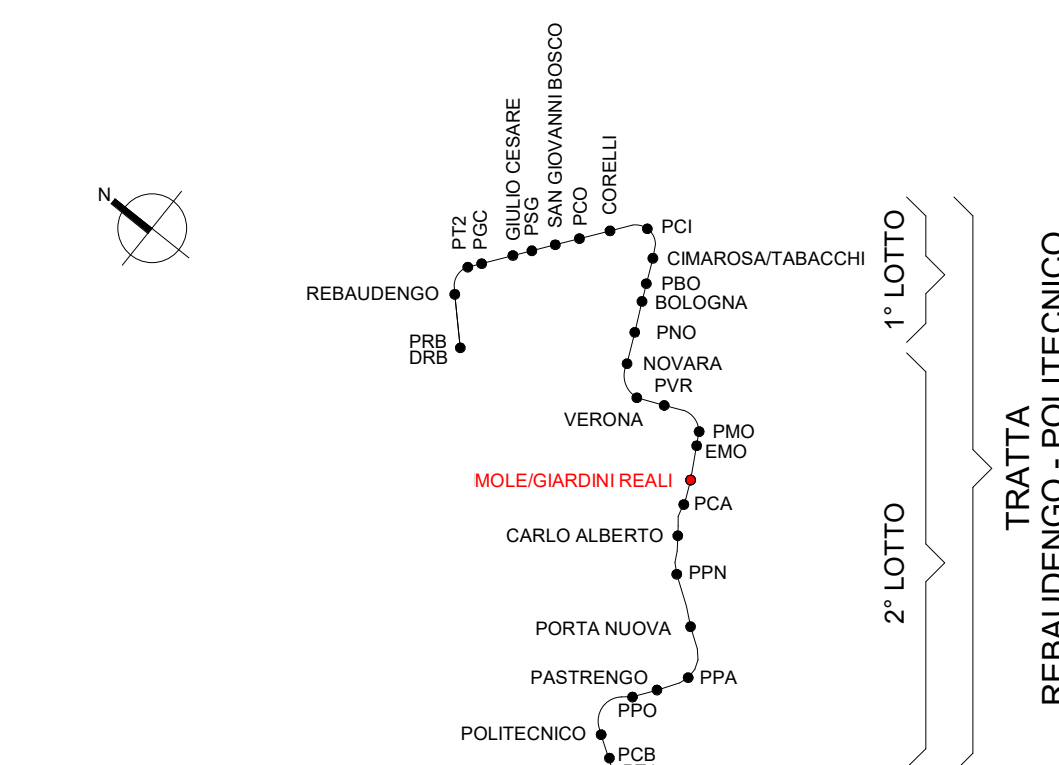 N
PT2
PGC
GIULIO CESARE
PSG
SAN GIOVANNI BOSCO
PCO
CORELLI
PCI
CIMAROSA/TABACCHI
REBAUDENGO
PBO
BOLOGNA
PRB
DRB
PNO
NOVARA
PVR
VERONA
PMO
EMO
MOLE/GIARDINI REALI
PCA
CARLO ALBERTO
PPN
PORTA NUOVA
PASTRENGO
PPA
PPO
POLITECNICO
PCB
1° LOTTO
2° LOTTO
TRATTA
REBAUDENGO - POLITECNICO